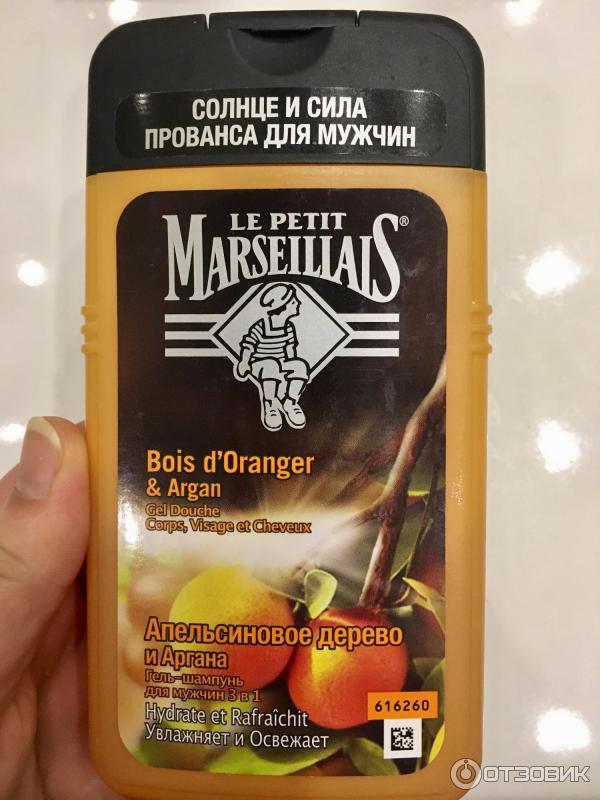 СОЛНЦЕ И СИЛА
ПРОВАНСА ДЛЯ МУЖЧИН
LE PETIT
MARSEILLAIS®
Bois d'Oranger
& Argan
Gel Douche
Corps, Visage et Cheveux
Апельсиновое дерево
и Аргана
Гель-шампунь
для мужчин 3 в 1
616260
Hydrate et Rafraîchit
Увлажняет и Освежает
ОТЗОВИК